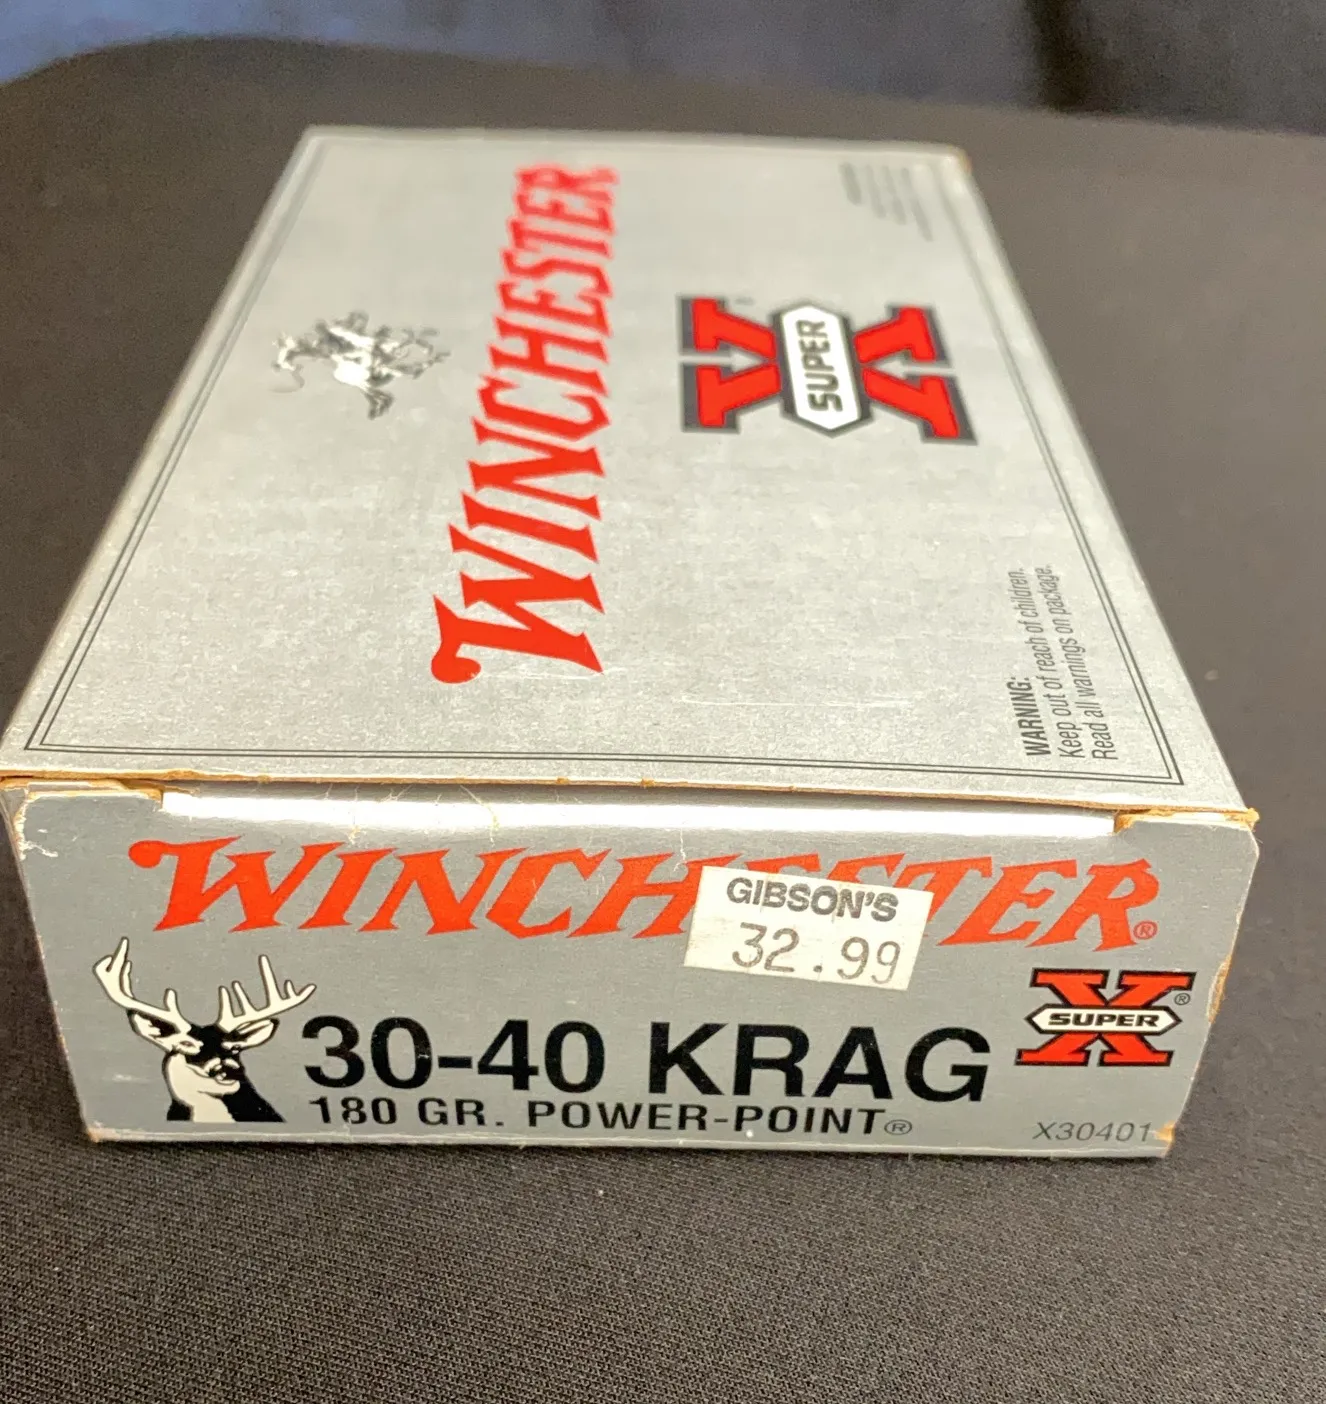 WINCHESTER
X
SUPER
WARNING:
Keep out of reach of children.
Read all warnings on package.
WINCHESTER®
GIBSON'S
32.99
X®
SUPER
30-40 KRAG
180 GR. POWER-POINT®
X30401